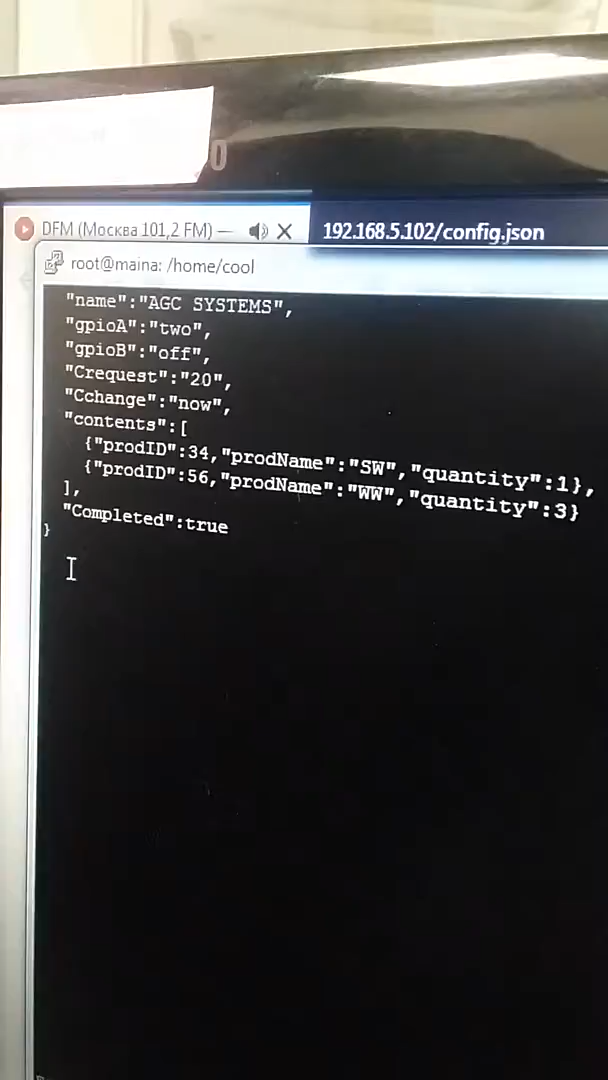 DFM (Москва 101,2 FM) —
192.168.5.102/config.json
root@maina: /home/cool
"name":"AGC SYSTEMS",
"gpioA":"two",
"gpioB":"off",
"Crequest":"20",
"Cchange":"now",
"contents":[
{"prodID":34,"prodName":"SW","quantity":1},
{"prodID":56,"prodName":"WW","quantity":3}
],
"Completed":true
}